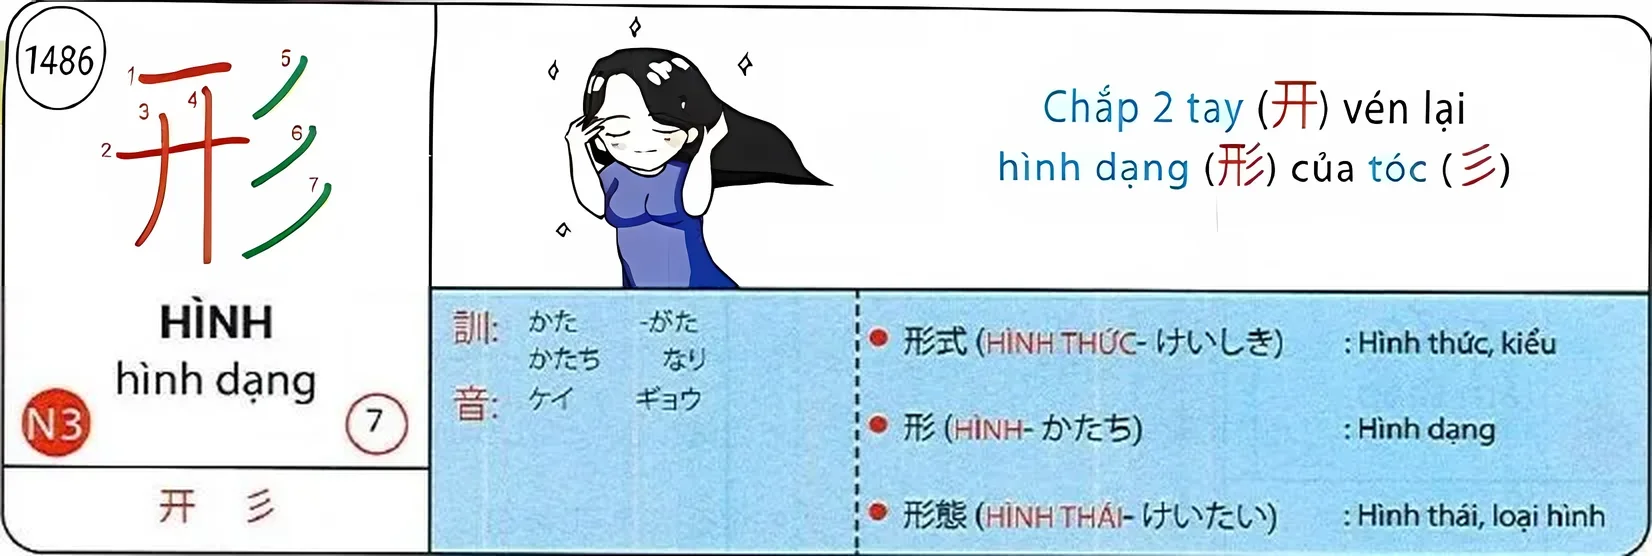 1486
1
2
3
4
5
6
7
形
HÌNH
hình dạng
N3
7
开 彡
Chắp 2 tay (开) vén lại
hình dạng (形) của tóc (彡)
訓: かた -がた
かたち なり
音: ケイ ギョウ
● 形式 (HÌNH THỨC- けいしき) : Hình thức, kiểu
● 形 (HÌNH- かたち) : Hình dạng
● 形態 (HÌNH THÁI- けいたい) : Hình thái, loại hình